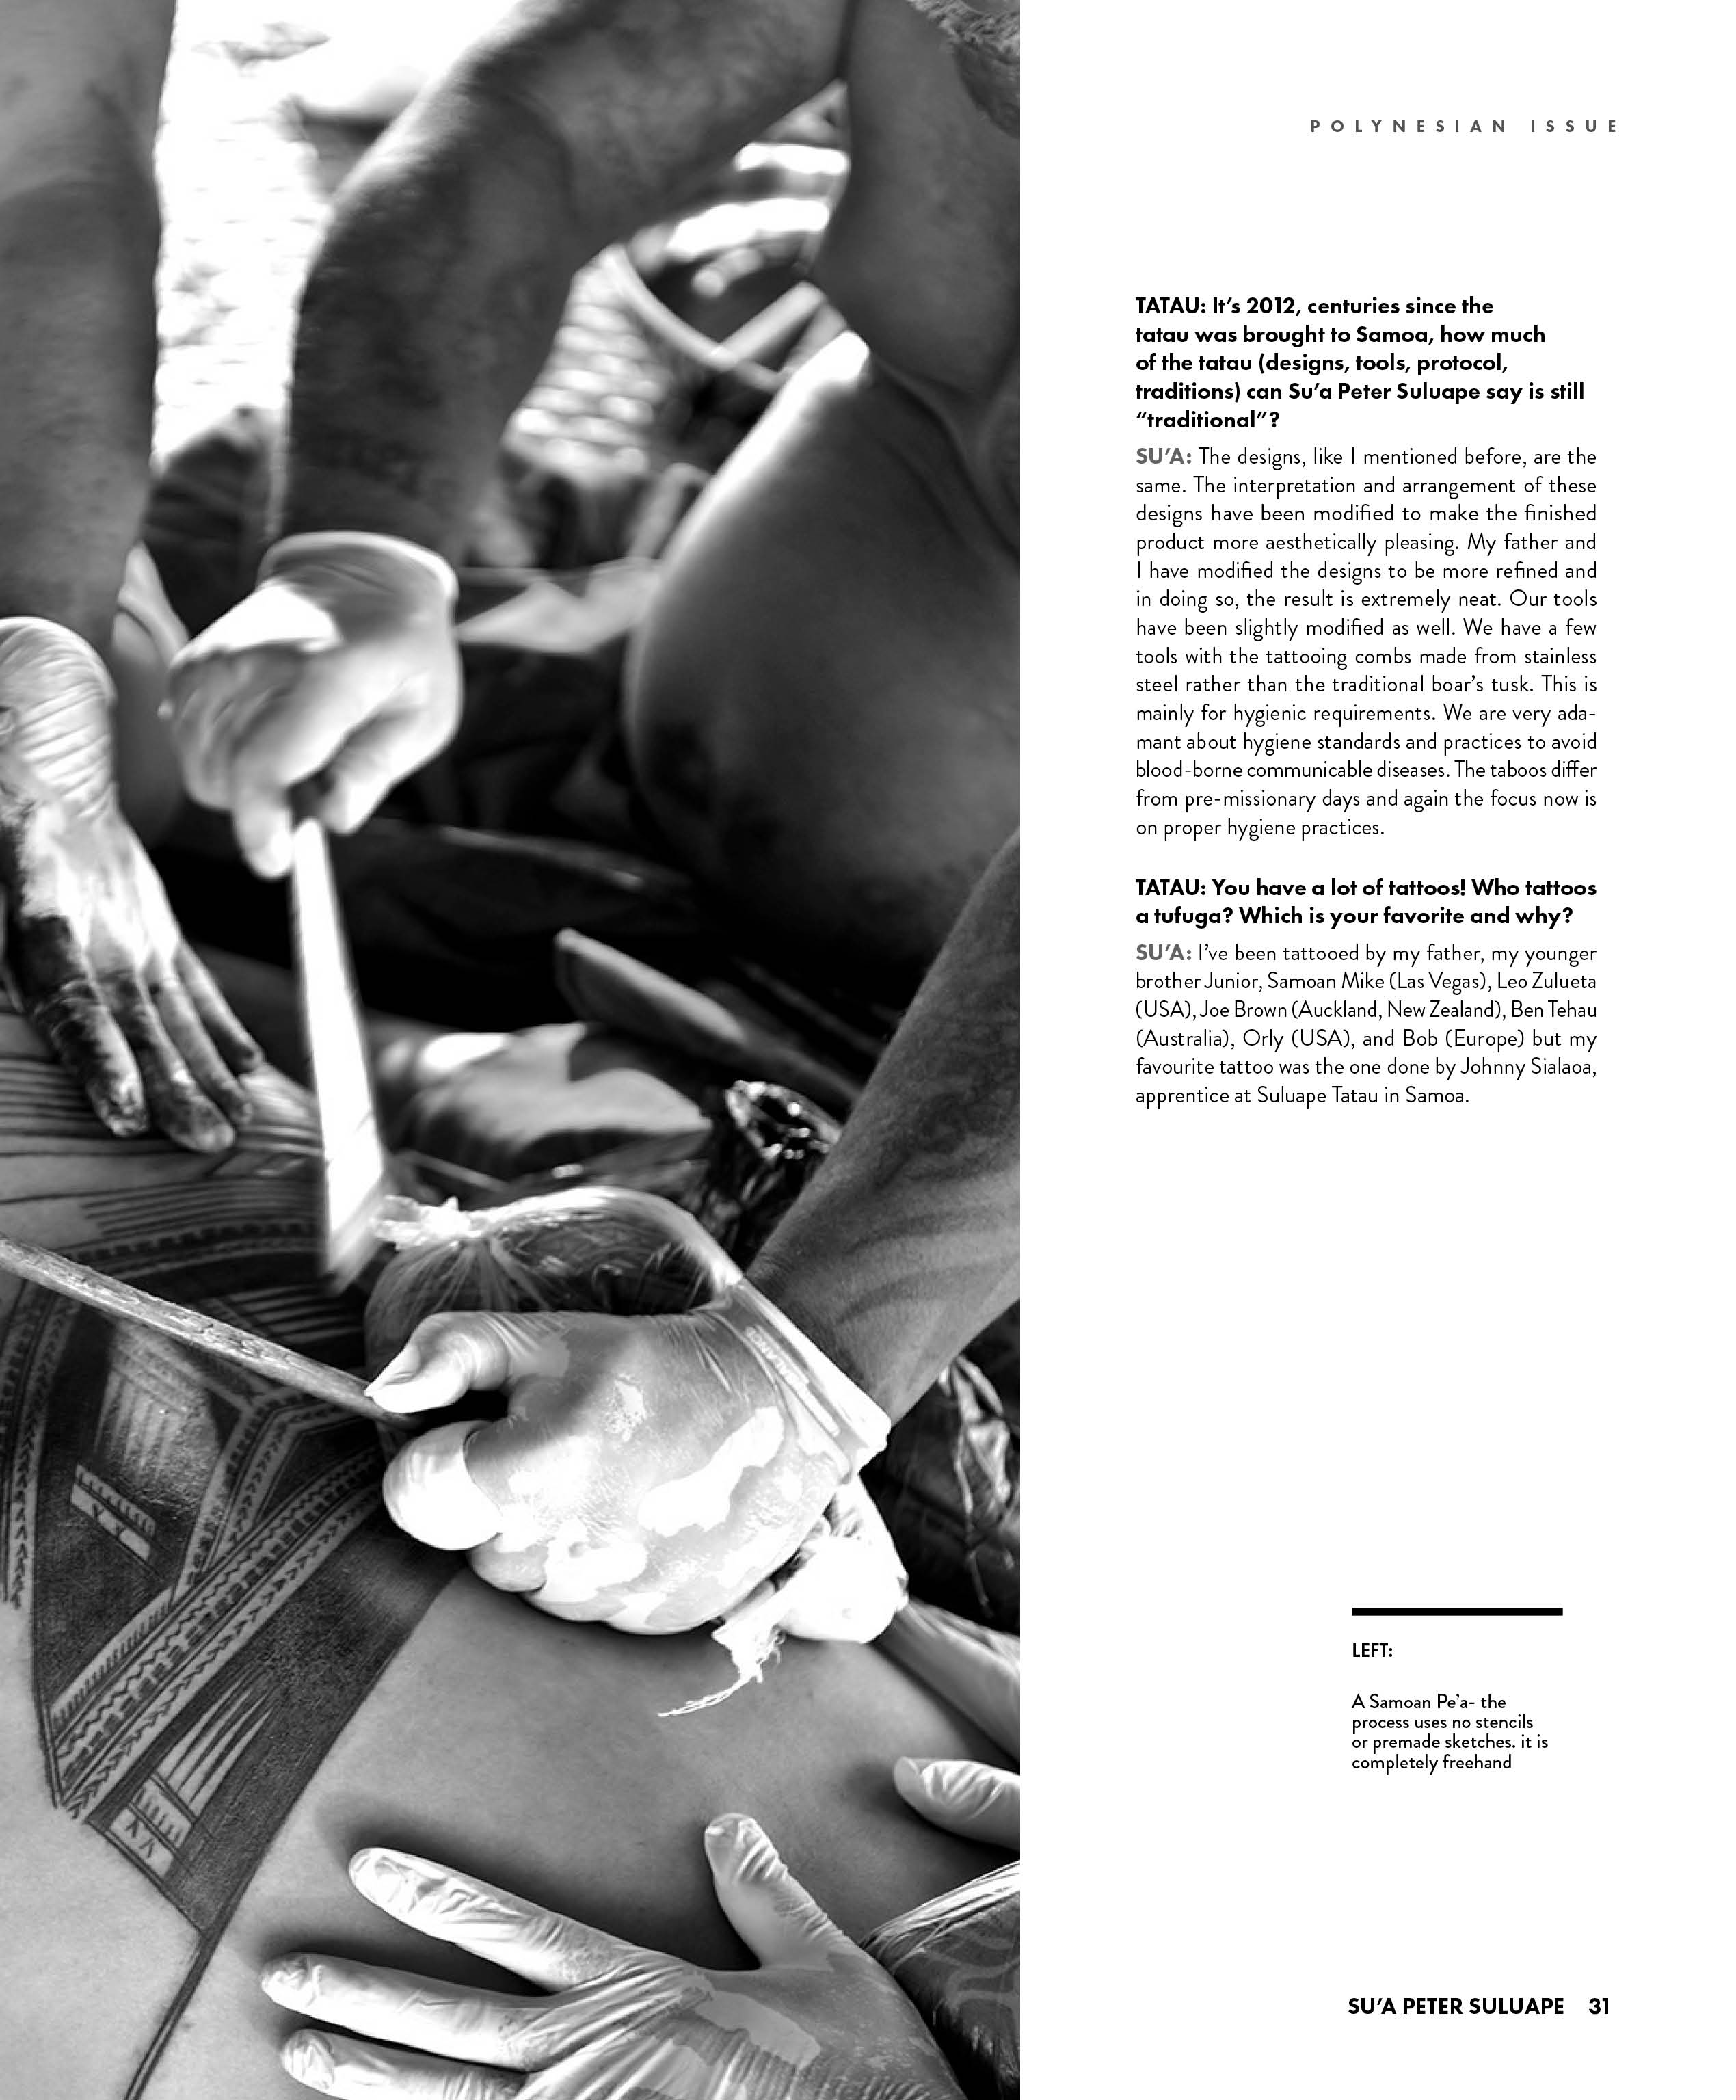 POLYNESIAN ISSUE
TATAU: It’s 2012, centuries since the
tatau was brought to Samoa, how much
of the tatau (designs, tools, protocol,
traditions) can Su’a Peter Suluape say is still
“traditional”?
SU’A: The designs, like I mentioned before, are the
same. The interpretation and arrangement of these
designs have been modified to make the finished
product more aesthetically pleasing. My father and
I have modified the designs to be more refined and
in doing so, the result is extremely neat. Our tools
have been slightly modified as well. We have a few
tools with the tattooing combs made from stainless
steel rather than the traditional boar’s tusk. This is
mainly for hygienic requirements. We are very ada-
mant about hygiene standards and practices to avoid
blood-borne communicable diseases. The taboos differ
from pre-missionary days and again the focus now is
on proper hygiene practices.
TATAU: You have a lot of tattoos! Who tattoos
a tufuga? Which is your favorite and why?
SU’A: I’ve been tattooed by my father, my younger
brother Junior, Samoan Mike (Las Vegas), Leo Zulueta
(USA), Joe Brown (Auckland, New Zealand), Ben Tehau
(Australia), Orly (USA), and Bob (Europe) but my
favourite tattoo was the one done by Johnny Sialaoa,
apprentice at Suluape Tatau in Samoa.
LEFT:
A Samoan Pe’a- the
process uses no stencils
or premade sketches. it is
completely freehand
SU’A PETER SULUAPE 31